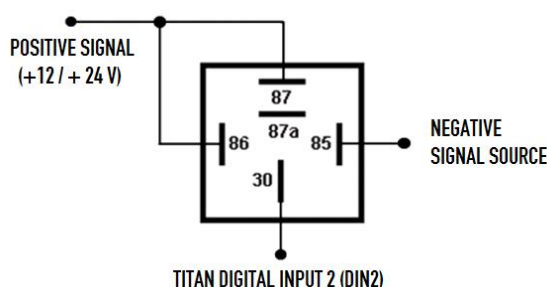 POSITIVE SIGNAL
(+12 / + 24 V)
87
87a
86
85
30
NEGATIVE
SIGNAL SOURCE
TITAN DIGITAL INPUT 2 (DIN2)